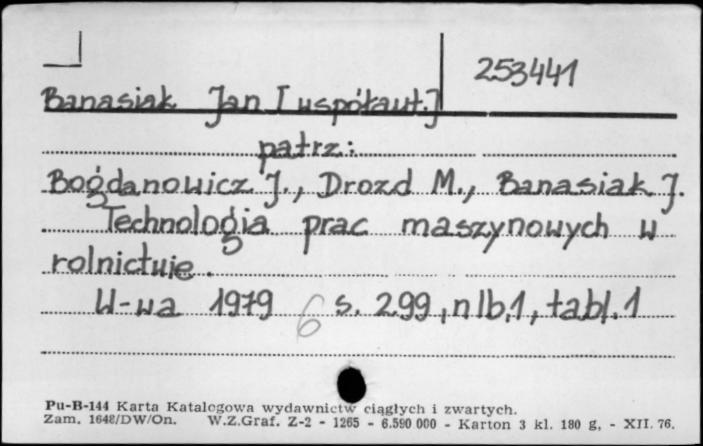 253441
Banasiak Jan [współaut.]
patrz:
Bogdanowicz J., Drozd M., Banasiak J.
Technologia prac maszynowych w
rolnictwie.
W-wa 1979 6 s. 299, nlb.1, tabl.1
Pu-B-144 Karta Katalogowa wydawnictw ciągłych i zwartych.
Zam. 1648/DW/On. W.Z.Graf. Z-2 - 1265 - 6.590 000 - Karton 3 kl. 180 g, - XII. 76.